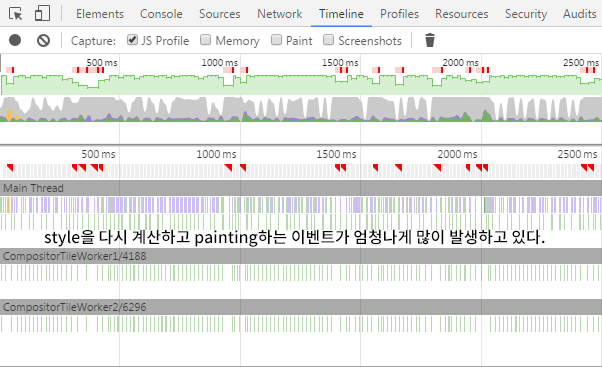 Elements Console Sources Network Timeline Profiles Resources Security Audits
Capture: JS Profile Memory Paint Screenshots
500 ms 1000 ms 1500 ms 2000 ms 2500 ms
500 ms 1000 ms 1500 ms 2000 ms 2500 ms
Main Thread
style을 다시 계산하고 painting하는 이벤트가 엄청나게 많이 발생하고 있다.
CompositorTileWorker1/4188
CompositorTileWorker2/6296